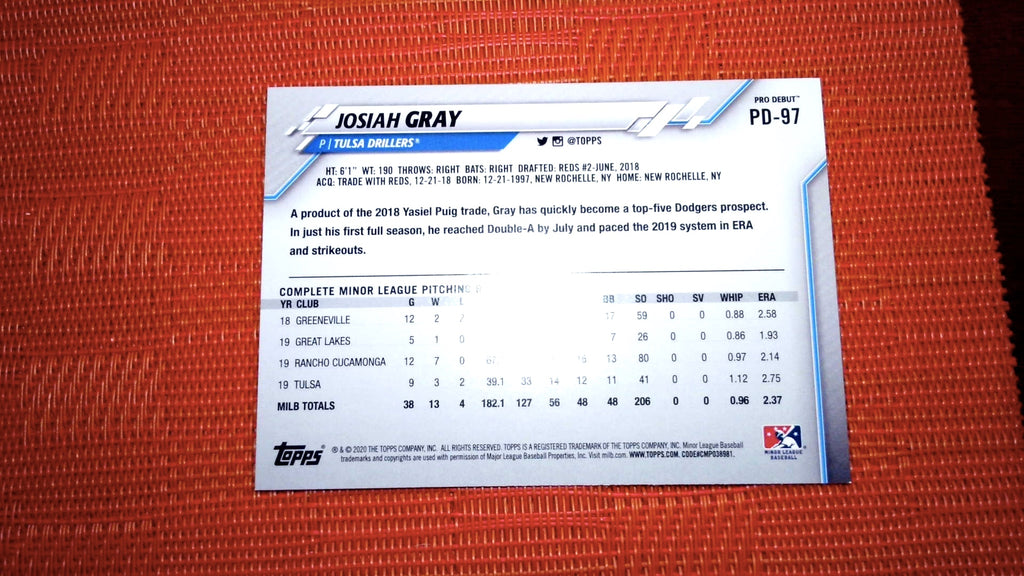 JOSIAH GRAY
PRO DEBUT™
PD-97
P | TULSA DRILLERS®
@TOPPS
HT: 6'1" WT: 190 THROWS: RIGHT BATS: RIGHT DRAFTED: REDS #2-JUNE, 2018
ACQ: TRADE WITH REDS, 12-21-18 BORN: 12-21-1997, NEW ROCHELLE, NY HOME: NEW ROCHELLE, NY
A product of the 2018 Yasiel Puig trade, Gray has quickly become a top-five Dodgers prospect.
In just his first full season, he reached Double-A by July and paced the 2019 system in ERA
and strikeouts.
COMPLETE MINOR LEAGUE PITCHING
YR CLUB G W L BB SO SHO SV WHIP ERA
18 GREENEVILLE 12 2 17 59 0 0 0.88 2.58
19 GREAT LAKES 5 1 0 7 26 0 0 0.86 1.93
19 RANCHO CUCAMONGA 12 7 0 13 80 0 0 0.97 2.14
19 TULSA 9 3 2 39.1 33 14 12 11 41 0 0 1.12 2.75
MILB TOTALS 38 13 4 182.1 127 56 48 48 206 0 0 0.96 2.37
TOPPS®
® & © 2020 THE TOPPS COMPANY, INC. ALL RIGHTS RESERVED. TOPPS IS A REGISTERED TRADEMARK OF THE TOPPS COMPANY, INC. Minor League Baseball
trademarks and copyrights are used with permission of Major League Baseball Properties, Inc. Visit milb.com. WWW.TOPPS.COM. CODE#CMP038981.
MINOR LEAGUE
BASEBALL